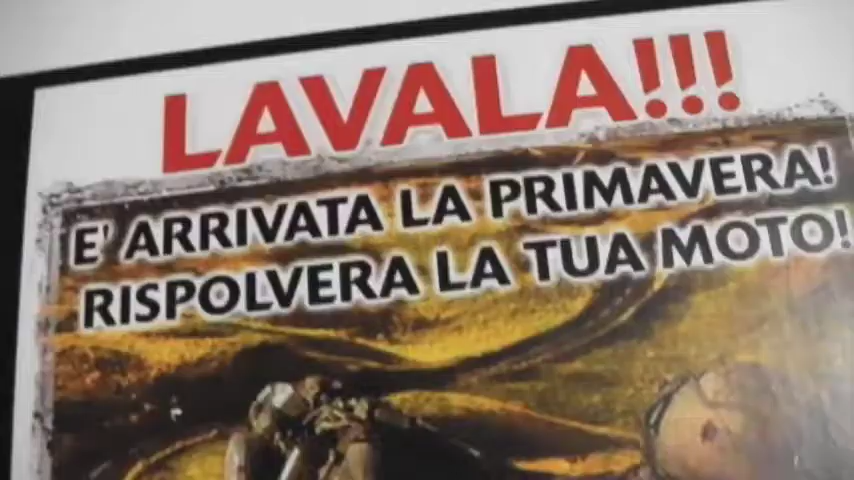 LAVALA!!!
E' ARRIVATA LA PRIMAVERA!
RISPOLVERA LA TUA MOTO!